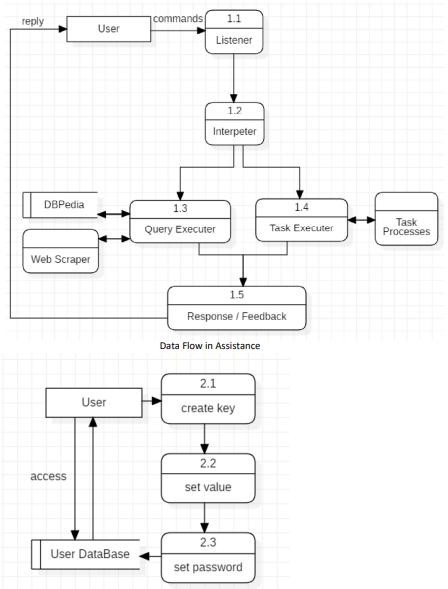 reply
User
commands
1.1
Listener
1.2
Interpeter
DBPedia
1.3
Query Executer
1.4
Task Executer
Task
Processes
Web Scraper
1.5
Response / Feedback
Data Flow in Assistance
User
2.1
create key
access
2.2
set value
User DataBase
2.3
set password